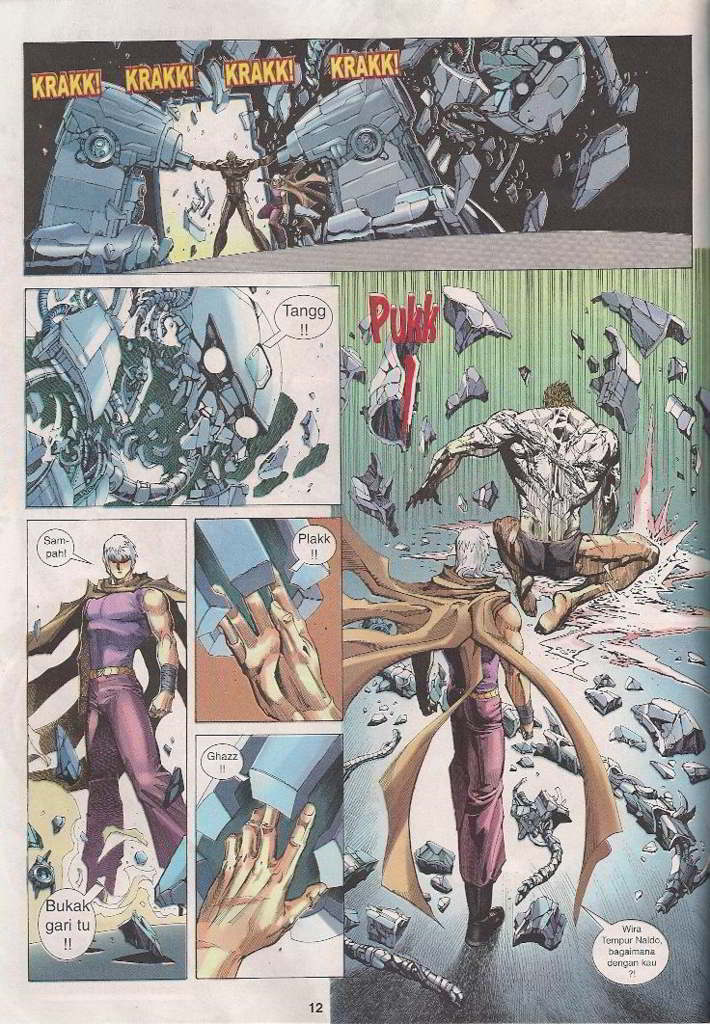 KRAKK! KRAKK! KRAKK! KRAKK!
Tangg
!!
Pukk
!
Sam-
pah!
Plakk
!!
Ghazz
!!
Bukak
gari tu
!!
Wira
Tempur Naldo,
bagaimana
dengan kau
?!
12